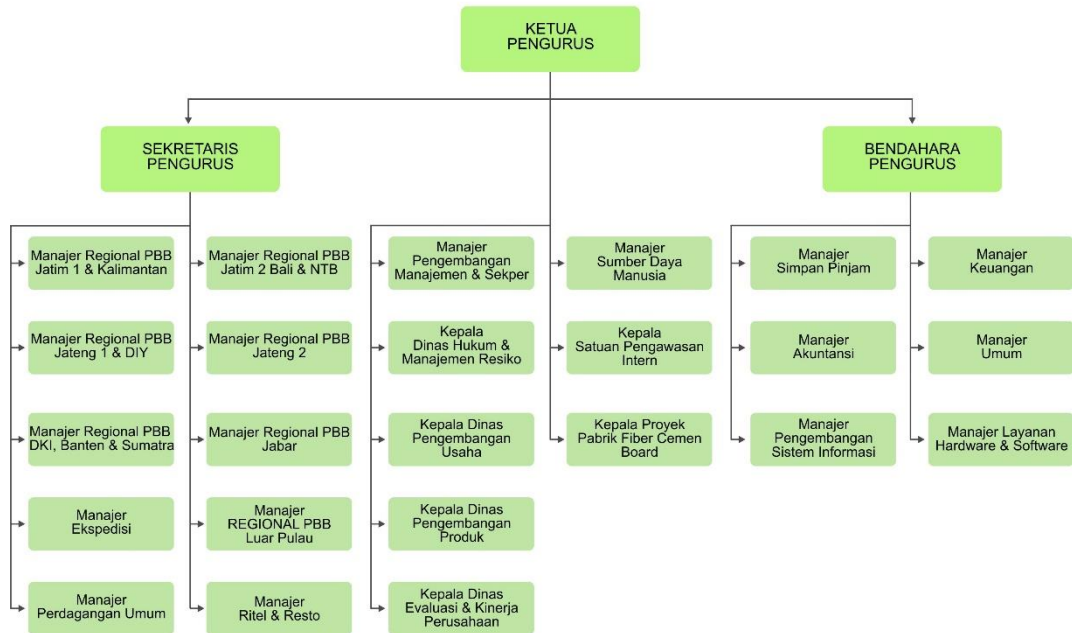 KETUA
PENGURUS
SEKRETARIS
PENGURUS
BENDAHARA
PENGURUS
Manajer Regional PBB
Jatim 1 & Kalimantan
Manajer Regional PBB
Jatim 2 Bali & NTB
Manajer
Pengembangan
Manajemen & Sekper
Manajer
Sumber Daya
Manusia
Manajer
Simpan Pinjam
Manajer
Keuangan
Manajer Regional PBB
Jateng 1 & DIY
Manajer Regional PBB
Jateng 2
Kepala
Dinas Hukum &
Manajemen Resiko
Kepala
Satuan Pengawasan
Intern
Manajer
Akuntansi
Manajer
Umum
Manajer Regional PBB
DKI, Banten & Sumatra
Manajer Regional PBB
Jabar
Kepala Dinas
Pengembangan
Usaha
Kepala Proyek
Pabrik Fiber Cemen
Board
Manajer
Pengembangan
Sistem Informasi
Manajer Layanan
Hardware & Software
Manajer
Ekspedisi
Manajer
REGIONAL PBB
Luar Pulau
Kepala Dinas
Pengembangan
Produk
Manajer
Perdagangan Umum
Manajer
Ritel & Resto
Kepala Dinas
Evaluasi & Kinerja
Perusahaan